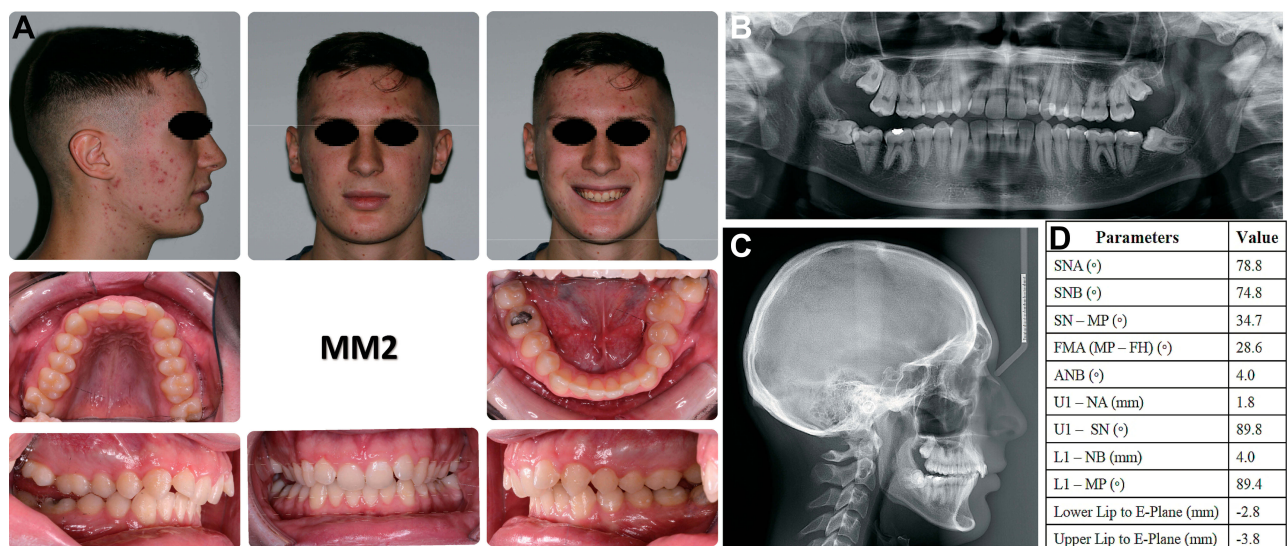 A
B
MM2
C
D
Parameters Value
SNA (°) 78.8
SNB (°) 74.8
SN – MP (°) 34.7
FMA (MP – FH) (°) 28.6
ANB (°) 4.0
U1 – NA (mm) 1.8
U1 – SN (°) 89.8
L1 – NB (mm) 4.0
L1 – MP (°) 89.4
Lower Lip to E-Plane (mm) -2.8
Upper Lip to E-Plane (mm) -3.8